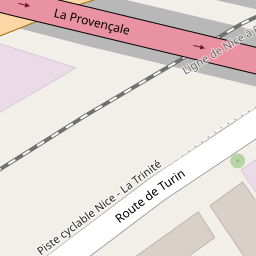 La Provençale
Ligne de Nice à
Piste cyclable Nice - La Trinité
Route de Turin